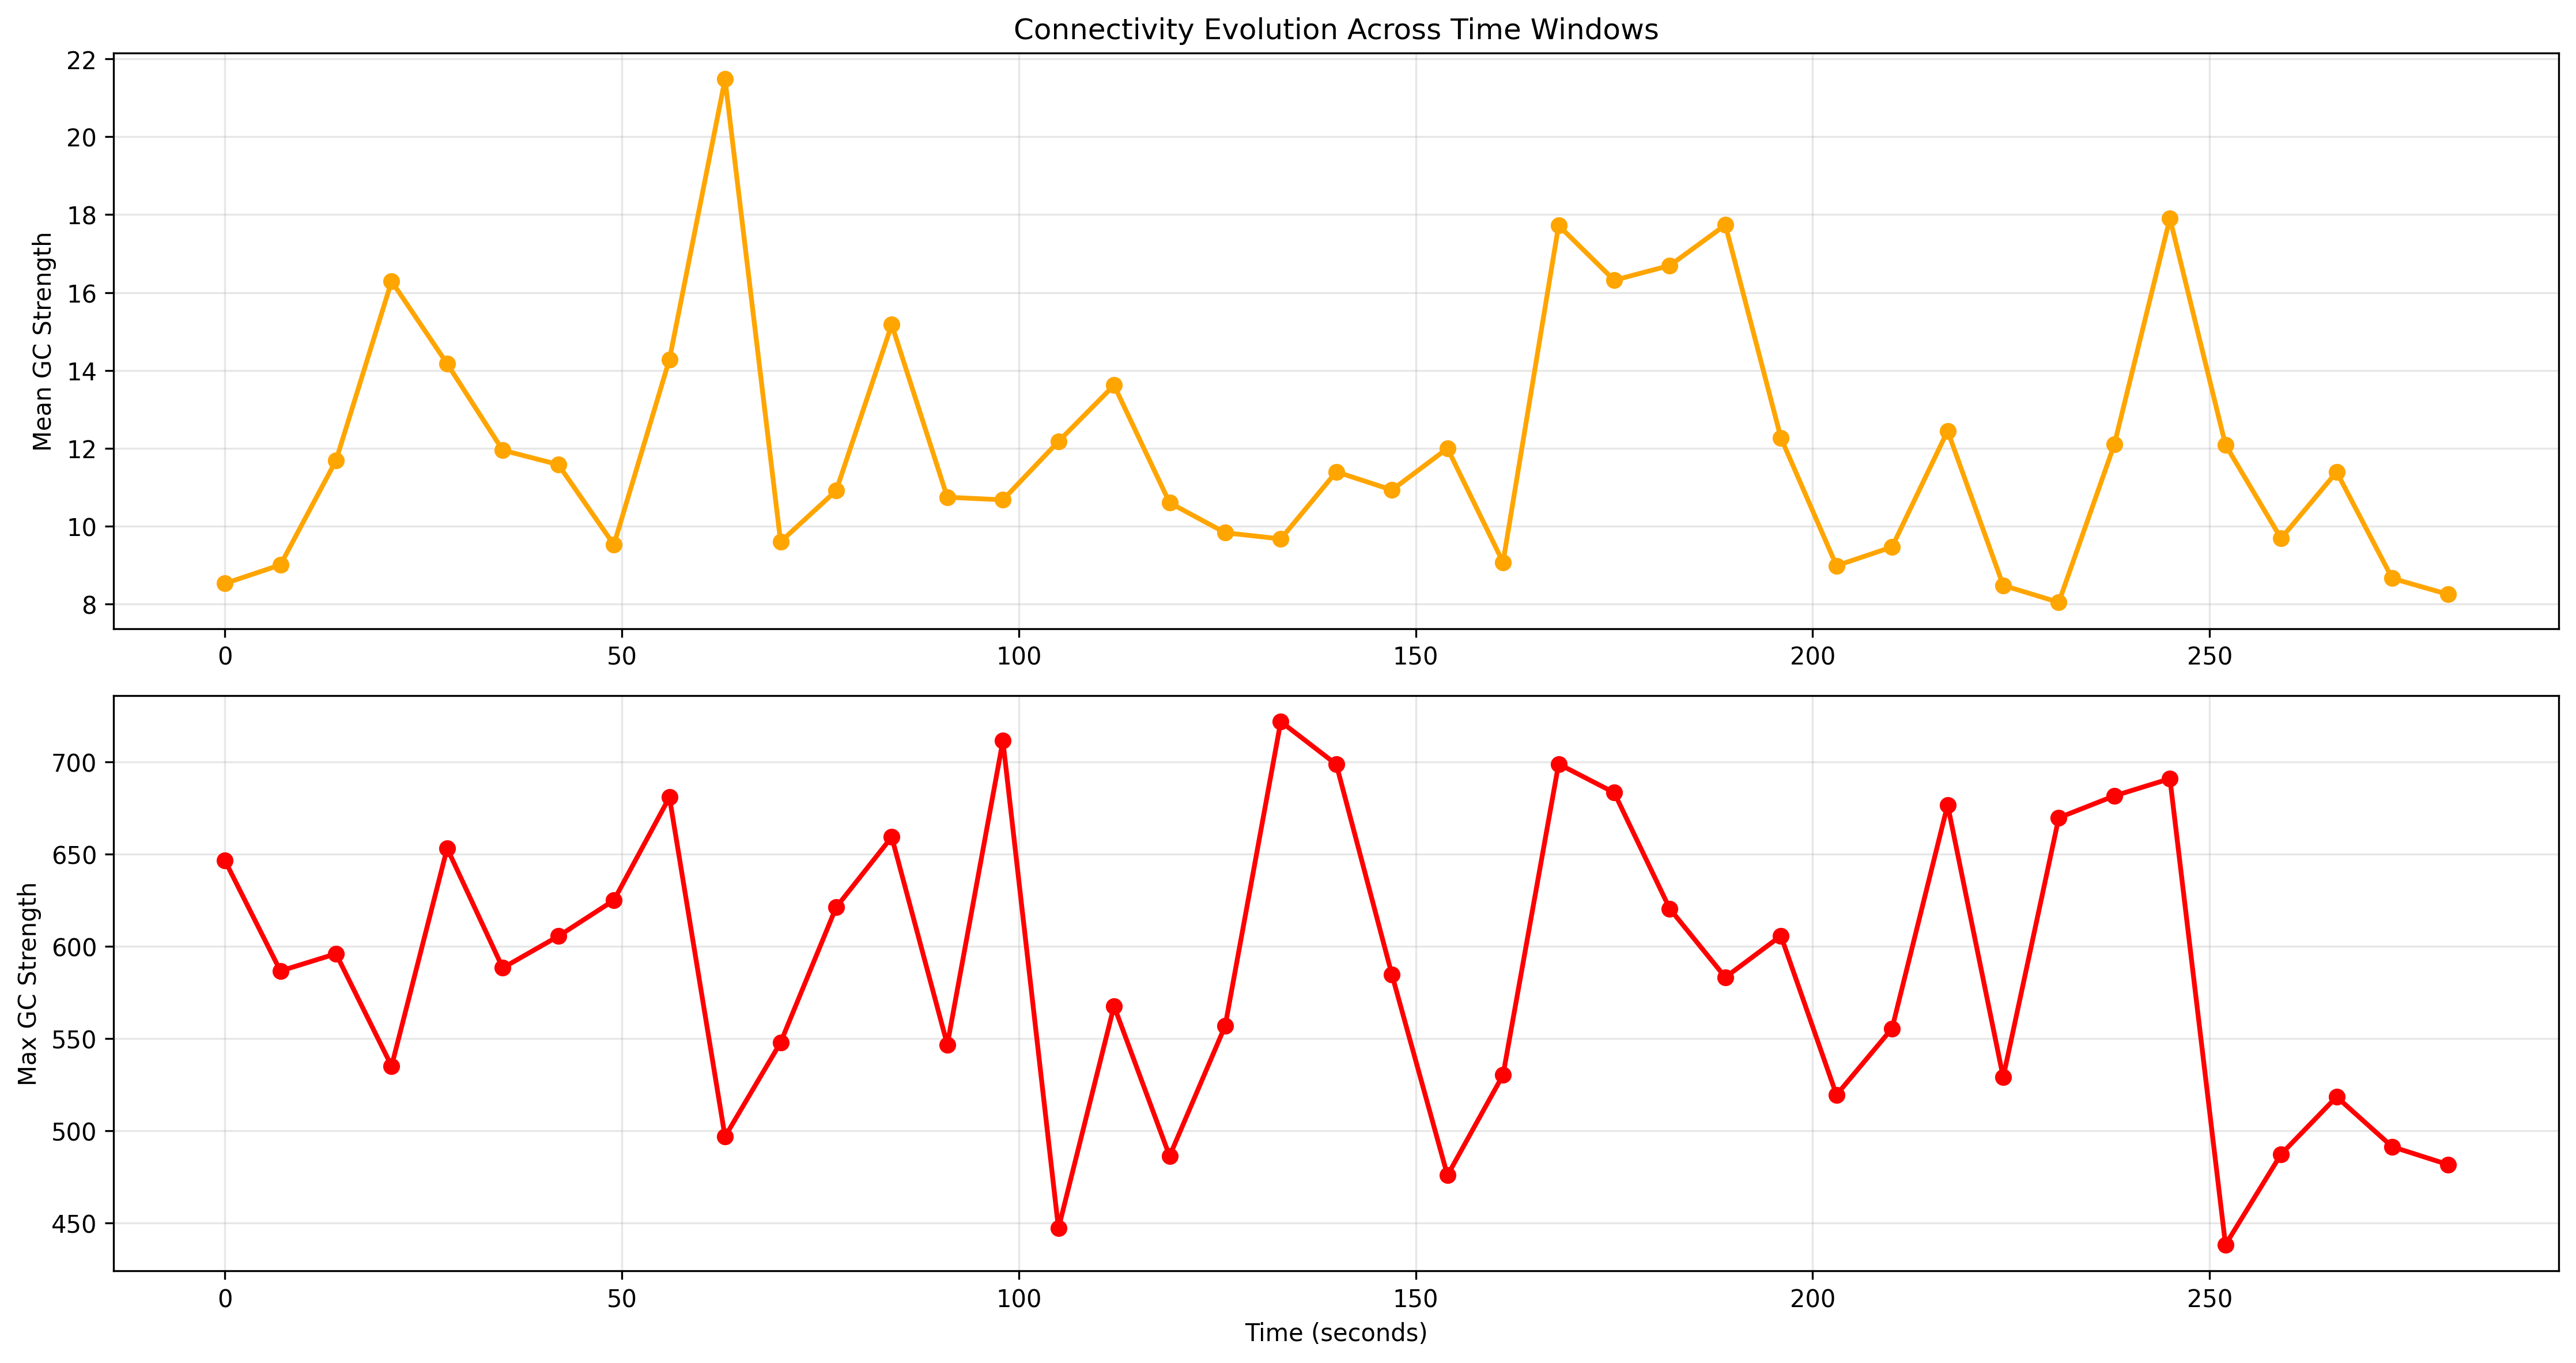 Connectivity Evolution Across Time Windows
Mean GC Strength
22
20
18
16
14
12
10
8
0 50 100 150 200 250
Max GC Strength
700
650
600
550
500
450
0 50 100 150 200 250
Time (seconds)